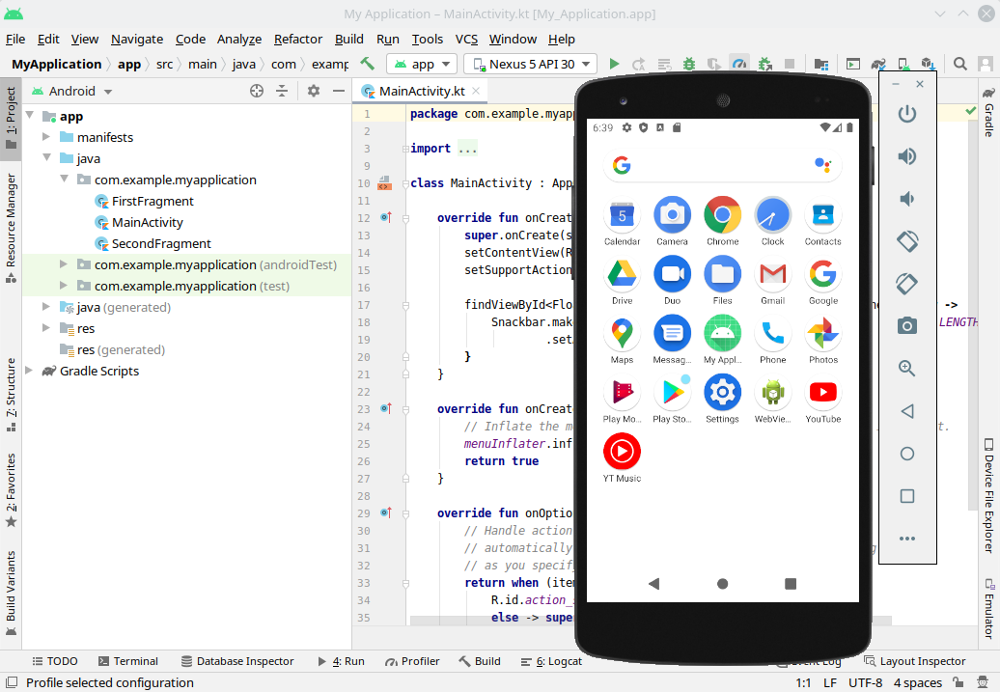 My Application – MainActivity.kt [My_Application.app]
File Edit View Navigate Code Analyze Refactor Build Run Tools VCS Window Help
MyApplication app src main java com examp app Nexus 5 API 30
1: Project
Resource Manager
7: Structure
2: Favorites
Build Variants
Android
app
manifests
java
com.example.myapplication
FirstFragment
MainActivity
SecondFragment
com.example.myapplication (androidTest)
com.example.myapplication (test)
java (generated)
res
res (generated)
Gradle Scripts
MainActivity.kt
1 package com.example.myapp
2
3 import ...
9
10 class MainActivity : App
11
12 override fun onCreat
13 super.onCreate(s
14 setContentView(R
15 setSupportAction
16
17 findViewById<Flo ->
18 Snackbar.mak LENGTH
19 .set
20 }
21 }
22
23 override fun onCreat
24 // Inflate the m t.
25 menuInflater.inf
26 return true
27 }
28
29 override fun onOptio
30 // Handle action
31 // automatically
32 // as you specify
33 return when (item
34 R.id.action_s
35 else -> super
6:39
Calendar Camera Chrome Clock Contacts
Drive Duo Files Gmail Google
Maps Messag... My Appl... Phone Photos
Play Mo... Play Sto... Settings WebVie... YouTube
YT Music
Gradle
Device File Explorer
Emulator
TODO Terminal Database Inspector 4: Run Profiler Build 6: Logcat Event Log Layout Inspector
Profile selected configuration 1:1 LF UTF-8 4 spaces